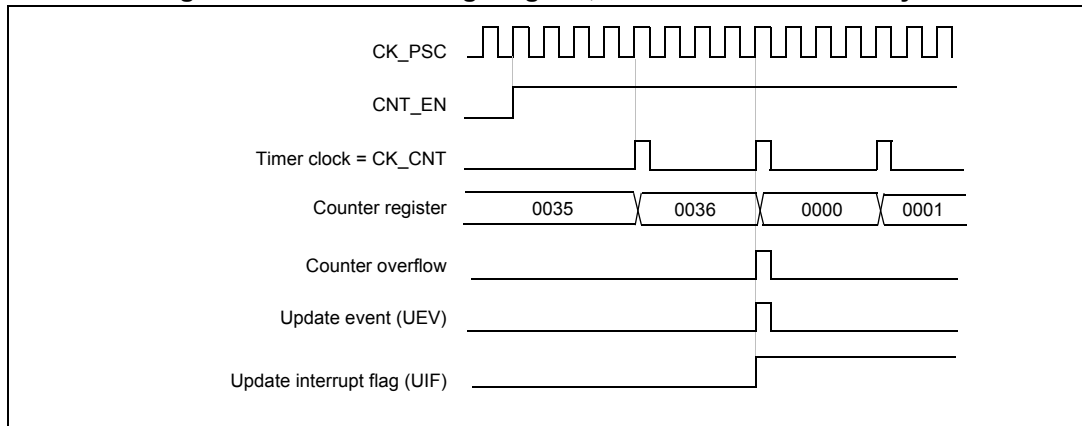 CK_PSC
CNT_EN
Timer clock = CK_CNT
Counter register 0035 0036 0000 0001
Counter overflow
Update event (UEV)
Update interrupt flag (UIF)